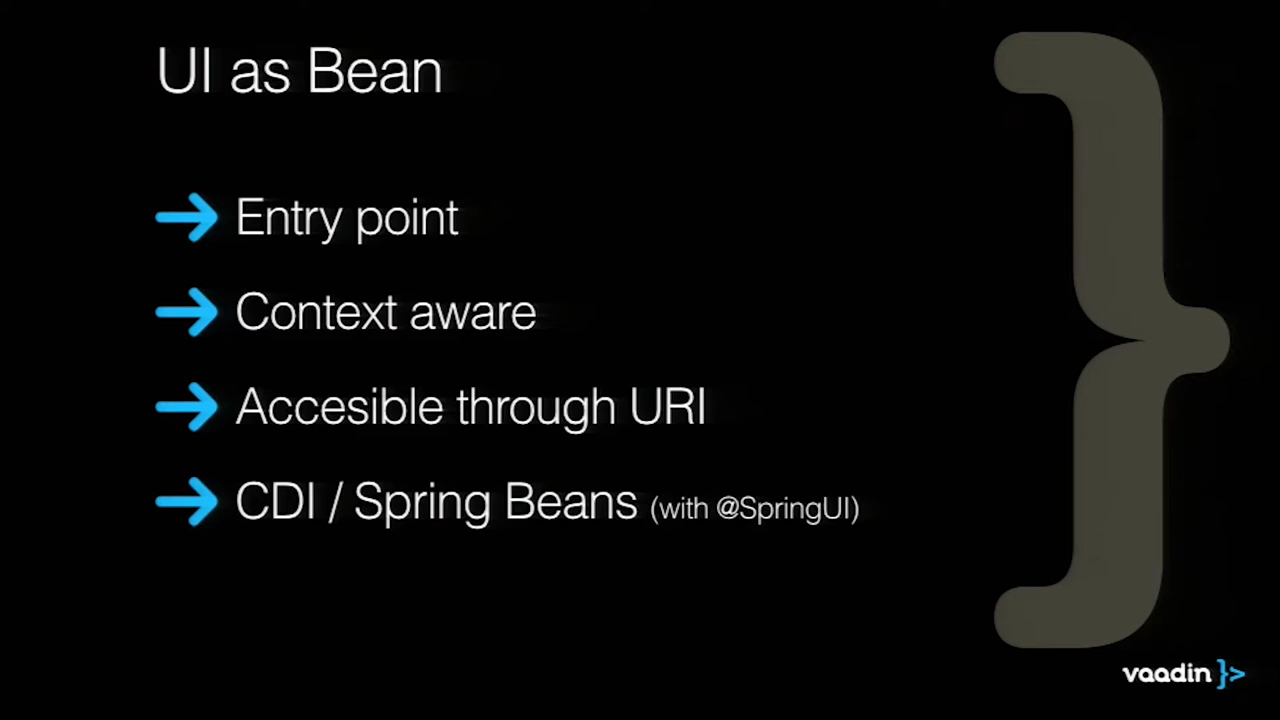 UI as Bean
Entry point
Context aware
Accesible through URI
CDI / Spring Beans (with @SpringUI)
vaadin }>